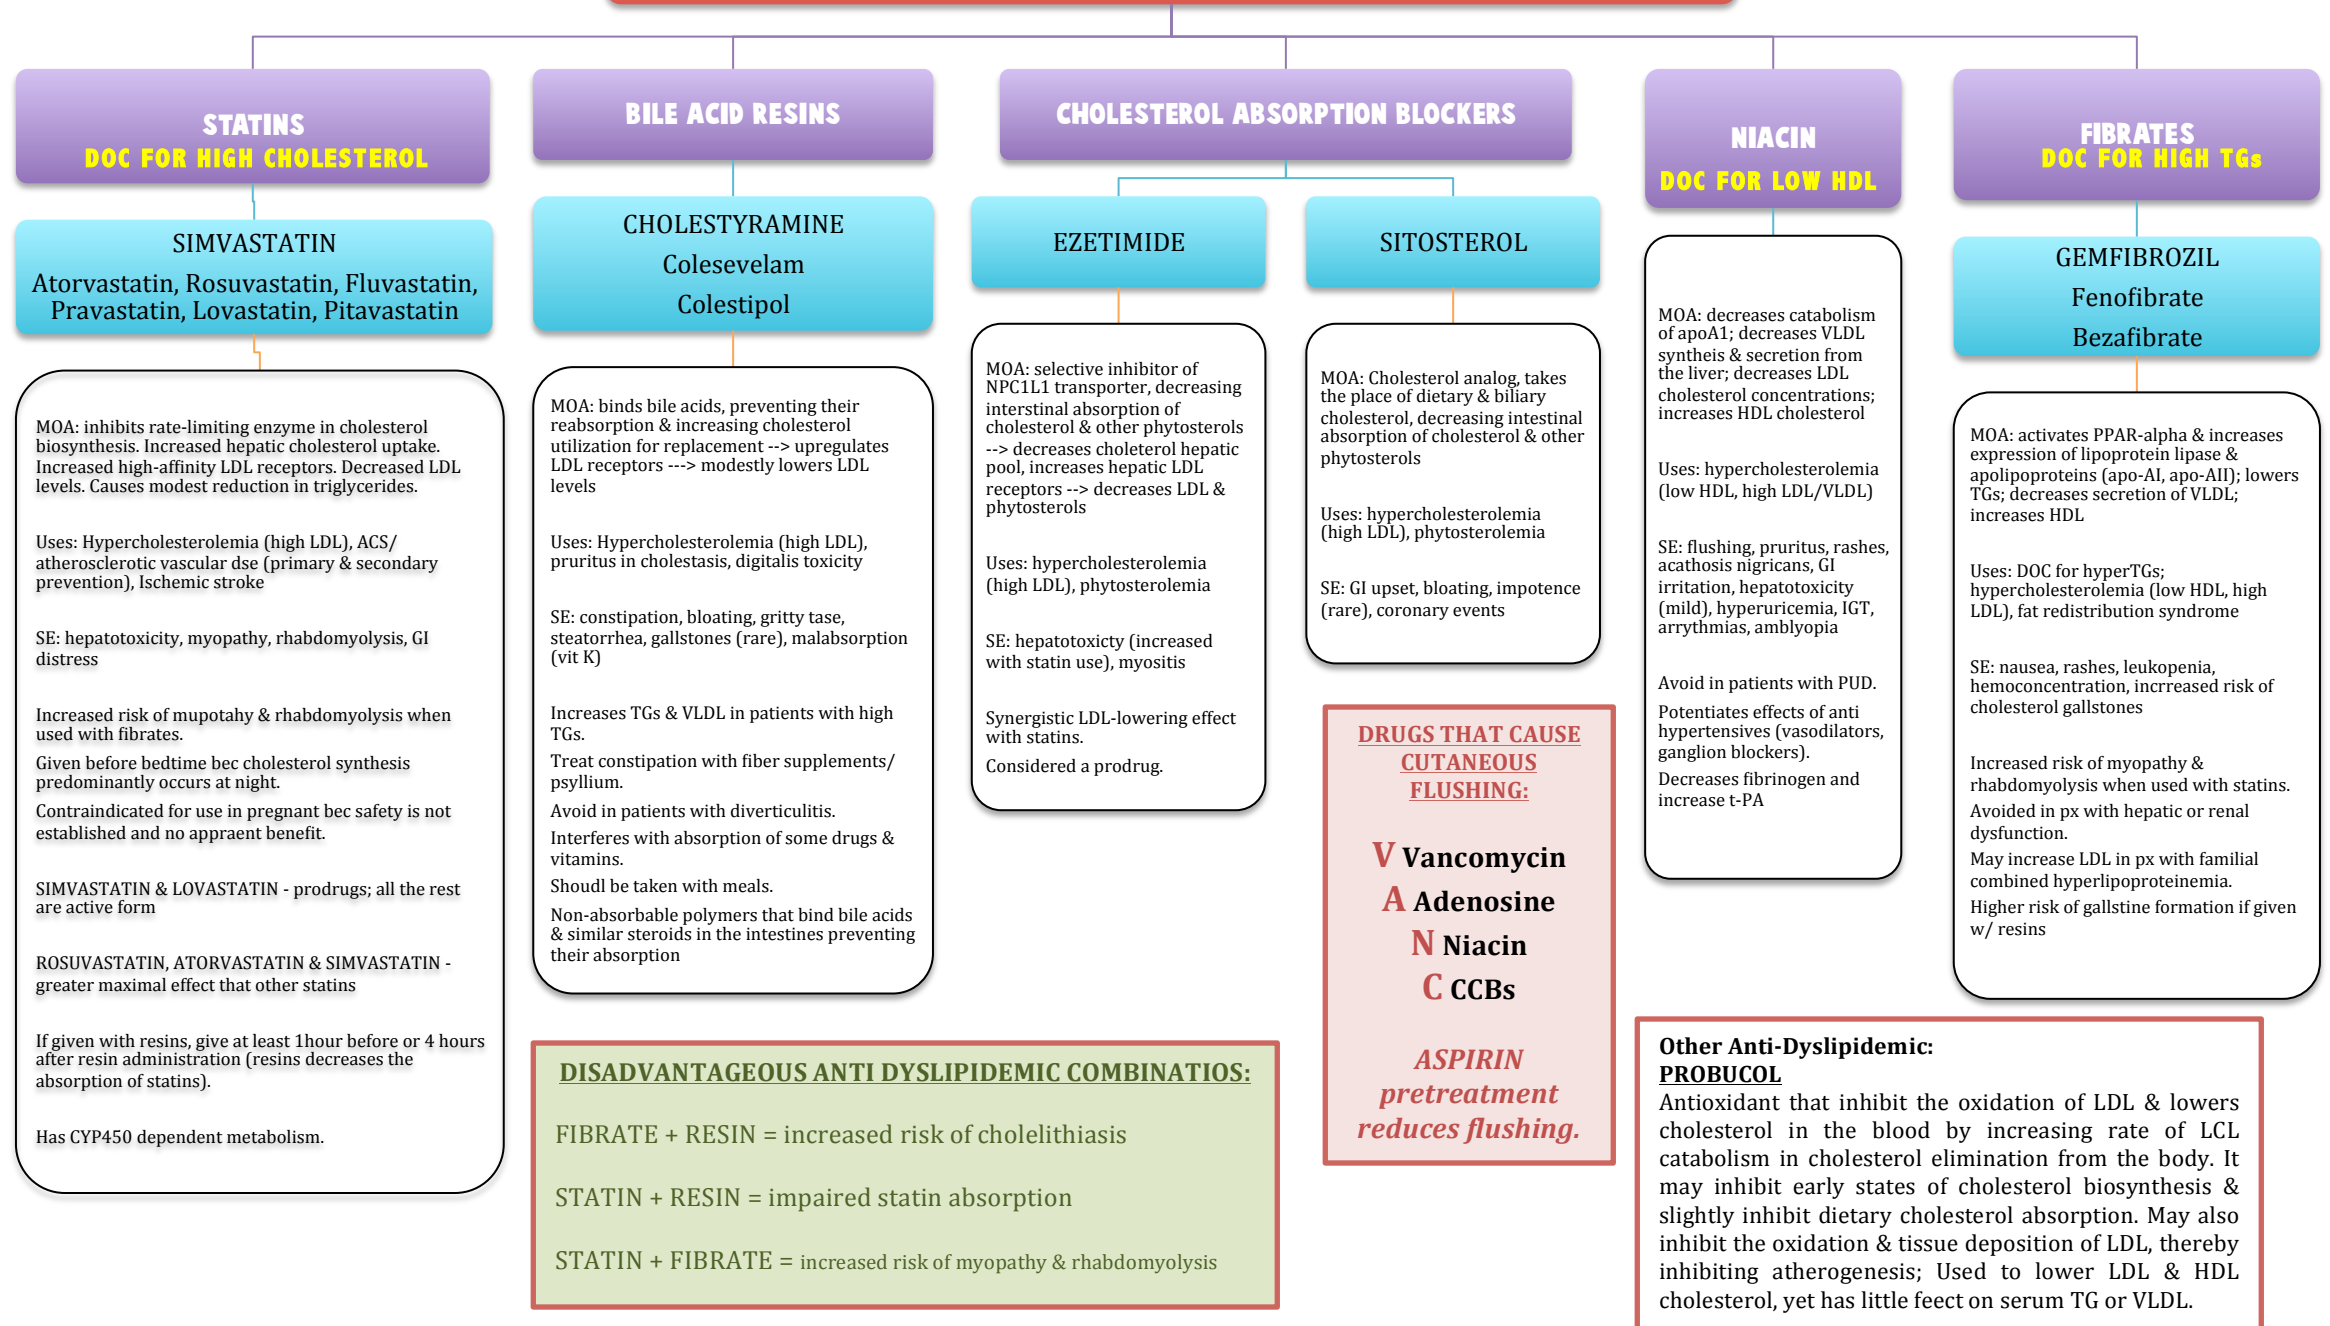 STATINS
DOC FOR HIGH CHOLESTEROL
SIMVASTATIN
Atorvastatin, Rosuvastatin, Fluvastatin,
Pravastatin, Lovastatin, Pitavastatin
MOA: inhibits rate-limiting enzyme in cholesterol
biosynthesis. Increased hepatic cholesterol uptake.
Increased high-affinity LDL receptors. Decreased LDL
levels. Causes modest reduction in triglycerides.
Uses: Hypercholesterolemia (high LDL), ACS/
atherosclerotic vascular dse (primary & secondary
prevention), Ischemic stroke
SE: hepatotoxicity, myopathy, rhabdomyolysis, GI
distress
Increased risk of mupotahy & rhabdomyolysis when
used with fibrates.
Given before bedtime bec cholesterol synthesis
predominantly occurs at night.
Contraindicated for use in pregnant bec safety is not
established and no appraent benefit.
SIMVASTATIN & LOVASTATIN - prodrugs; all the rest
are active form
ROSUVASTATIN, ATORVASTATIN & SIMVASTATIN -
greater maximal effect that other statins
If given with resins, give at least 1hour before or 4 hours
after resin administration (resins decreases the
absorption of statins).
Has CYP450 dependent metabolism.
BILE ACID RESINS
CHOLESTYRAMINE
Colesevelam
Colestipol
MOA: binds bile acids, preventing their
reabsorption & increasing cholesterol
utilization for replacement --> upregulates
LDL receptors ---> modestly lowers LDL
levels
Uses: Hypercholesterolemia (high LDL),
pruritus in cholestasis, digitalis toxicity
SE: constipation, bloating, gritty tase,
steatorrhea, gallstones (rare), malabsorption
(vit K)
Increases TGs & VLDL in patients with high
TGs.
Treat constipation with fiber supplements/
psyllium.
Avoid in patients with diverticulitis.
Interferes with absorption of some drugs &
vitamins.
Shoudl be taken with meals.
Non-absorbable polymers that bind bile acids
& similar steroids in the intestines preventing
their absorption
CHOLESTEROL ABSORPTION BLOCKERS
EZETIMIDE
MOA: selective inhibitor of
NPC1L1 transporter, decreasing
interstinal absorption of
cholesterol & other phytosterols
--> decreases choleterol hepatic
pool, increases hepatic LDL
receptors --> decreases LDL &
phytosterols
Uses: hypercholesterolemia
(high LDL), phytosterolemia
SE: hepatotoxicty (increased
with statin use), myositis
Synergistic LDL-lowering effect
with statins.
Considered a prodrug.
SITOSTEROL
MOA: Cholesterol analog, takes
the place of dietary & biliary
cholesterol, decreasing intestinal
absorption of cholesterol & other
phytosterols
Uses: hypercholesterolemia
(high LDL), phytosterolemia
SE: GI upset, bloating, impotence
(rare), coronary events
NIACIN
DOC FOR LOW HDL
MOA: decreases catabolism
of apoA1; decreases VLDL
syntheis & secretion from
the liver; decreases LDL
cholesterol concentrations;
increases HDL cholesterol
Uses: hypercholesterolemia
(low HDL, high LDL/VLDL)
SE: flushing, pruritus, rashes,
acathosis nigricans, GI
irritation, hepatotoxicity
(mild), hyperuricemia, IGT,
arrythmias, amblyopia
Avoid in patients with PUD.
Potentiates effects of anti
hypertensives (vasodilators,
ganglion blockers).
Decreases fibrinogen and
increase t-PA
FIBRATES
DOC FOR HIGH TGs
GEMFIBROZIL
Fenofibrate
Bezafibrate
MOA: activates PPAR-alpha & increases
expression of lipoprotein lipase &
apolipoproteins (apo-AI, apo-AII); lowers
TGs; decreases secretion of VLDL;
increases HDL
Uses: DOC for hyperTGs;
hypercholesterolemia (low HDL, high
LDL), fat redistribution syndrome
SE: nausea, rashes, leukopenia,
hemoconcentration, incrreased risk of
cholesterol gallstones
Increased risk of myopathy &
rhabdomyolysis when used with statins.
Avoided in px with hepatic or renal
dysfunction.
May increase LDL in px with familial
combined hyperlipoproteinemia.
Higher risk of gallstine formation if given
w/ resins
DRUGS THAT CAUSE
CUTANEOUS
FLUSHING:
V Vancomycin
A Adenosine
N Niacin
C CCBs
ASPIRIN
pretreatment
reduces flushing.
DISADVANTAGEOUS ANTI DYSLIPIDEMIC COMBINATIOS:
FIBRATE + RESIN = increased risk of cholelithiasis
STATIN + RESIN = impaired statin absorption
STATIN + FIBRATE = increased risk of myopathy & rhabdomyolysis
Other Anti-Dyslipidemic:
PROBUCOL
Antioxidant that inhibit the oxidation of LDL & lowers
cholesterol in the blood by increasing rate of LCL
catabolism in cholesterol elimination from the body. It
may inhibit early states of cholesterol biosynthesis &
slightly inhibit dietary cholesterol absorption. May also
inhibit the oxidation & tissue deposition of LDL, thereby
inhibiting atherogenesis; Used to lower LDL & HDL
cholesterol, yet has little feect on serum TG or VLDL.